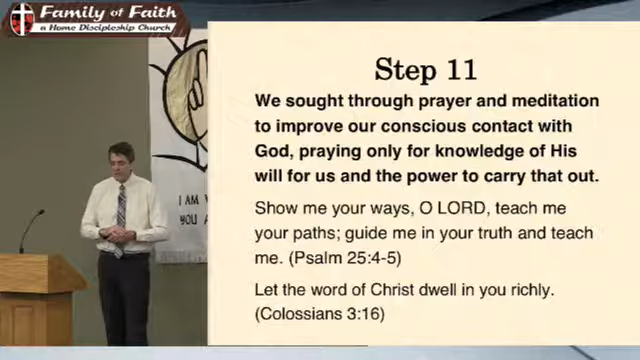 Family of Faith
a Home Discipleship Church
I AM
YOU A
Step 11
We sought through prayer and meditation
to improve our conscious contact with
God, praying only for knowledge of His
will for us and the power to carry that out.
Show me your ways, O LORD, teach me
your paths; guide me in your truth and teach
me. (Psalm 25:4-5)
Let the word of Christ dwell in you richly.
(Colossians 3:16)